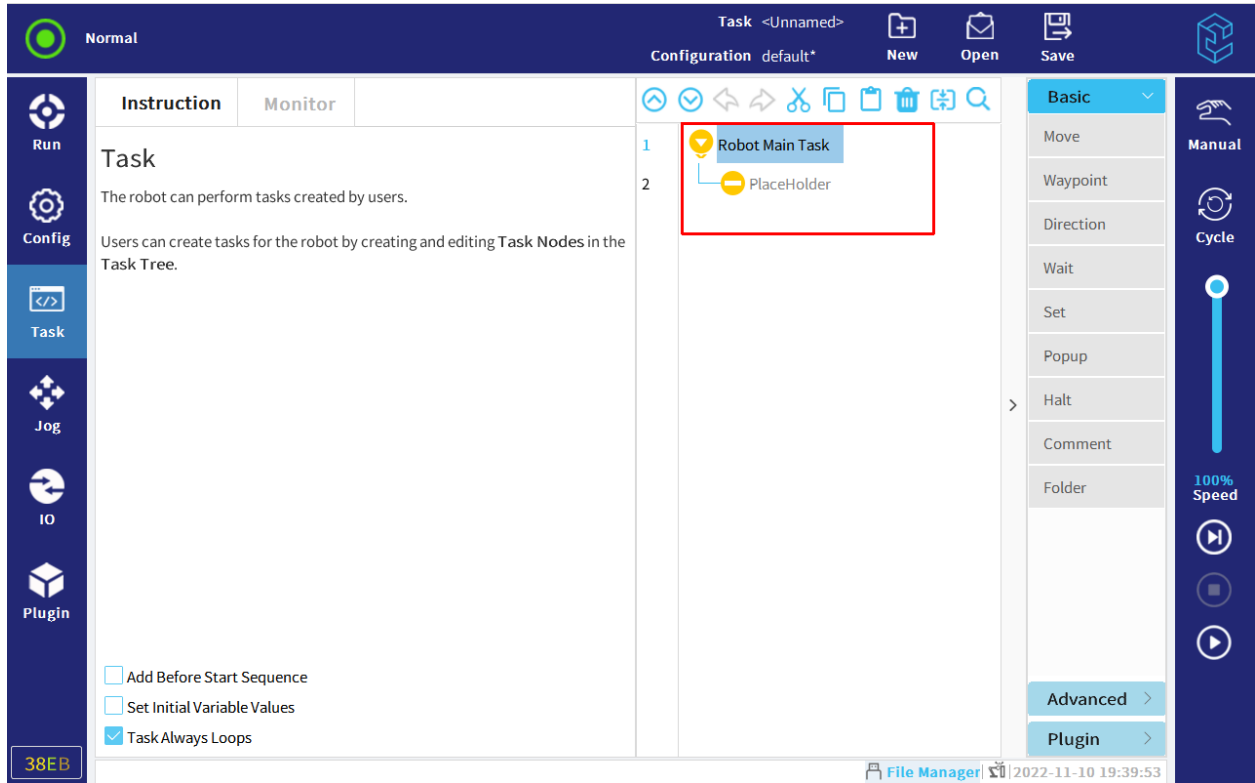 Normal
Task <Unnamed>
Configuration default*
New
Open
Save
Run
Config
Task
Jog
IO
Plugin
38EB
Instruction
Monitor
Task
The robot can perform tasks created by users.
Users can create tasks for the robot by creating and editing Task Nodes in the
Task Tree.
Add Before Start Sequence
Set Initial Variable Values
Task Always Loops
1 Robot Main Task
2 PlaceHolder
Basic
Move
Waypoint
Direction
Wait
Set
Popup
Halt
Comment
Folder
Advanced
Plugin
Manual
Cycle
100%
Speed
File Manager 2022-11-10 19:39:53